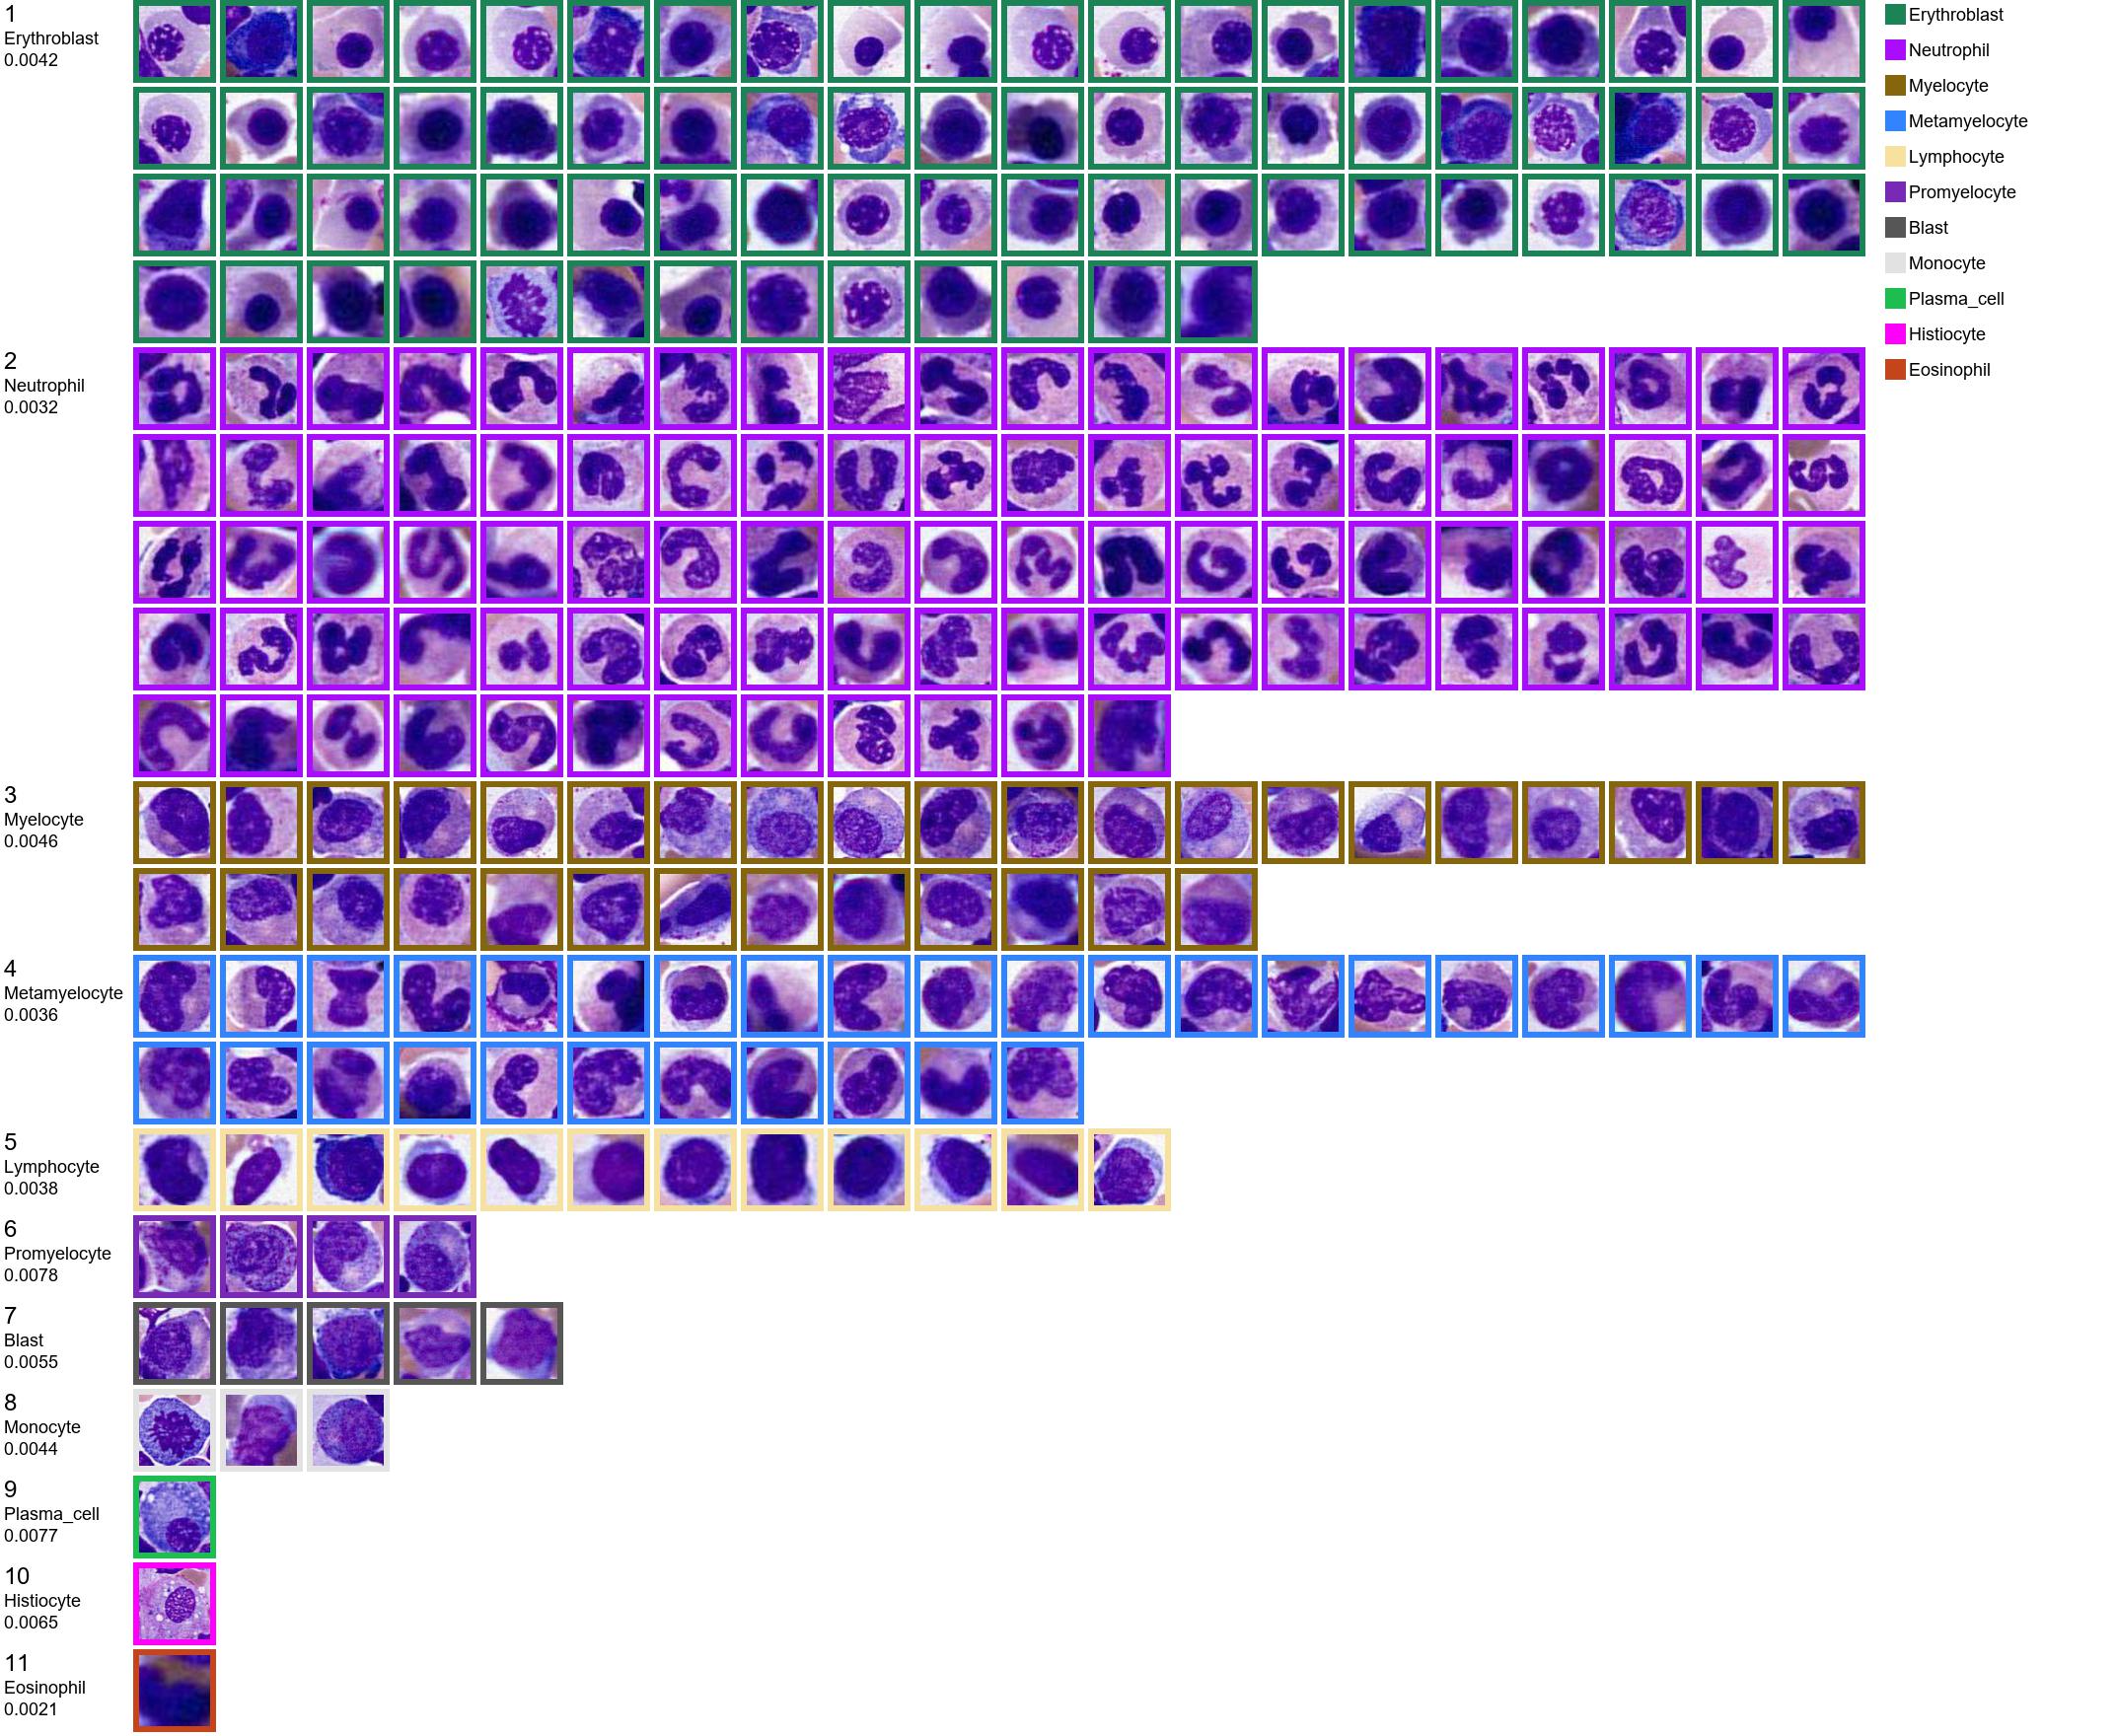 1
Erythroblast
0.0042
2
Neutrophil
0.0032
3
Myelocyte
0.0046
4
Metamyelocyte
0.0036
5
Lymphocyte
0.0038
6
Promyelocyte
0.0078
7
Blast
0.0055
8
Monocyte
0.0044
9
Plasma_cell
0.0077
10
Histiocyte
0.0065
11
Eosinophil
0.0021
Erythroblast
Neutrophil
Myelocyte
Metamyelocyte
Lymphocyte
Promyelocyte
Blast
Monocyte
Plasma_cell
Histiocyte
Eosinophil